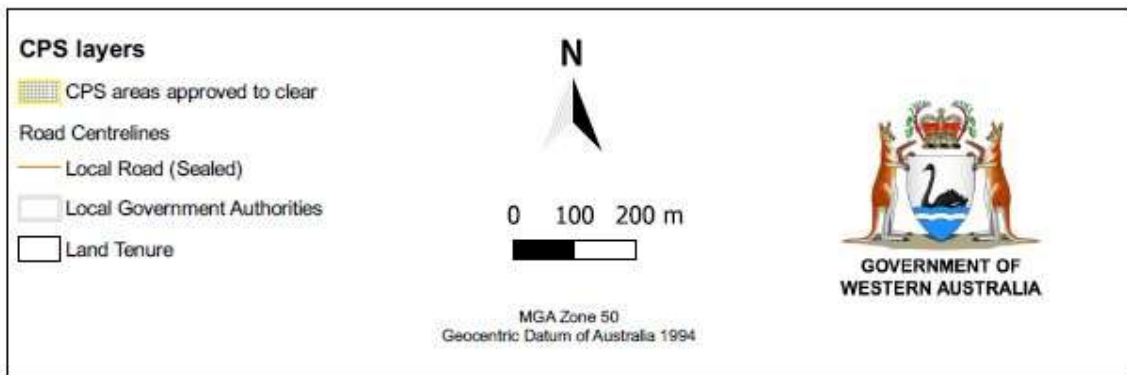 CPS layers
CPS areas approved to clear
Road Centrelines
Local Road (Sealed)
Local Government Authorities
Land Tenure
N
0 100 200 m
MGA Zone 50
Geocentric Datum of Australia 1994
GOVERNMENT OF
WESTERN AUSTRALIA